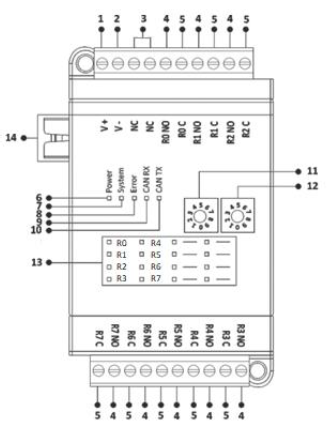 1 2 3 4 5 4 5 4 5
V+ V- NC NC R0 NO R0 C R1 NO R1 C R2 NO R2 C
14
6 Power
7 System
8 Error
9 CAN RX
10 CAN TX
11
12
13
R0 R4 — —
R1 R5 — —
R2 R6 — —
R3 R7 — —
R7 C R7 NO R6 C R6 NO R5 C R5 NO R4 C R4 NO R3 C R3 NO
5 4 5 4 5 4 5 4 5 4